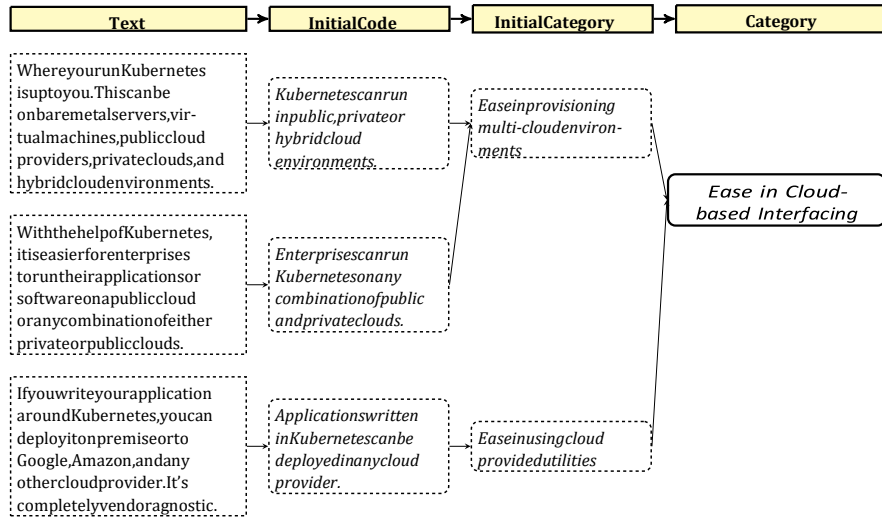 Text
InitialCode
InitialCategory
Category
WhereyourunKubernetes
isuptoyou.Thiscanbe
onbaremetalservers,vir-
tualmachines,publiccloud
providers,privateclouds,and
hybridcloudenvironments.
Kubernetescanrun
inpublic,privateor
hybridcloud
environments.
Easeinprovisioning
multi-cloudenviron-
ments
Ease in Cloud-
based Interfacing
WiththehelpofKubernetes,
itiseasierforenterprises
toruntheirapplicationsor
softwareonapubliccloud
oranycombinationofeither
privateorpublicclouds.
Enterprisescanrun
Kubernetesonany
combinationofpublic
andprivateclouds.
Ifyouwriteyourapplication
aroundKubernetes,youcan
deployitonpremiseorto
Google,Amazon,andany
othercloudprovider.It’s
completelyvendoragnostic.
Applicationswritten
inKubernetescanbe
deployedinanycloud
provider.
Easeinusingcloud
providedutilities